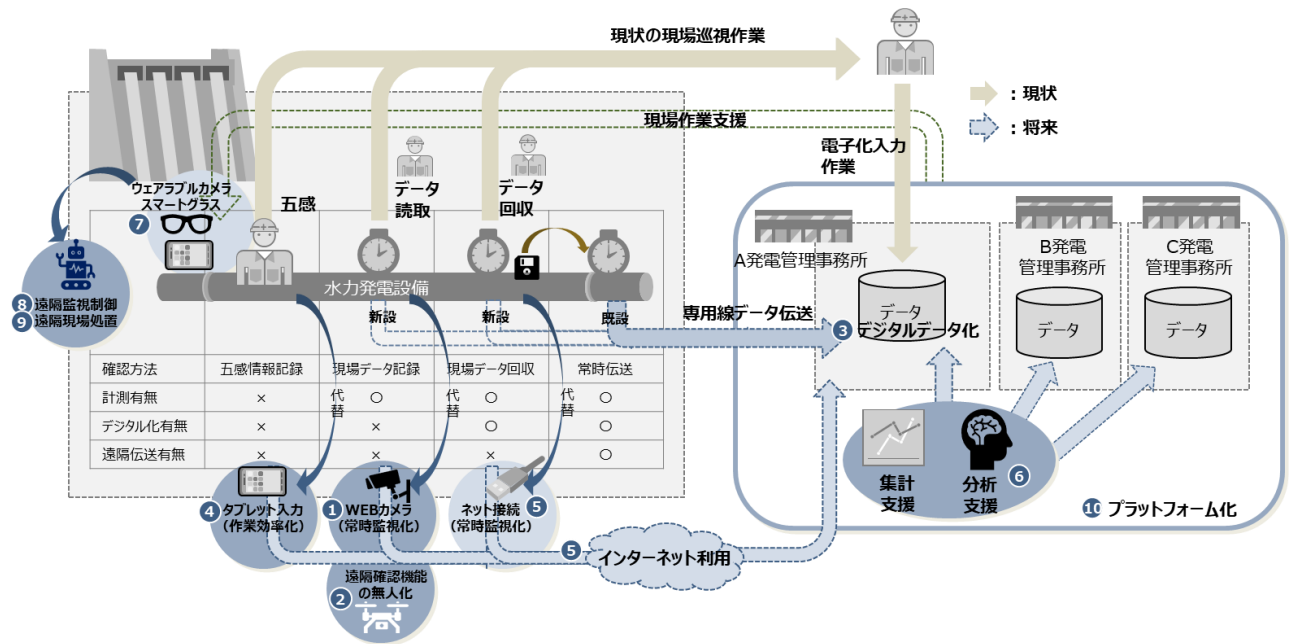 現状の現場巡視作業
：現状
：将来
現場作業支援
電子化入力
作業
ウェアラブルカメラ
スマートグラス
7
五感
データ
読取
データ
回収
水力発電設備
新設
新設
既設
8 遠隔監視制御
9 遠隔現場処置
専用線データ伝送
A発電管理事務所
データ
3 デジタルデータ化
B発電
管理事務所
データ
C発電
管理事務所
データ
確認方法 五感情報記録 現場データ記録 現場データ回収 常時伝送
計測有無 × ○ ○ ○
デジタル化有無 × × ○ ○
遠隔伝送有無 × × × ○
代替
代替
代替
4 タブレット入力
（作業効率化）
1 WEBカメラ
（常時監視化）
ネット接続 5
（常時監視化）
2 遠隔確認機能
の無人化
5 インターネット利用
集計
支援
分析
支援
6
10 プラットフォーム化